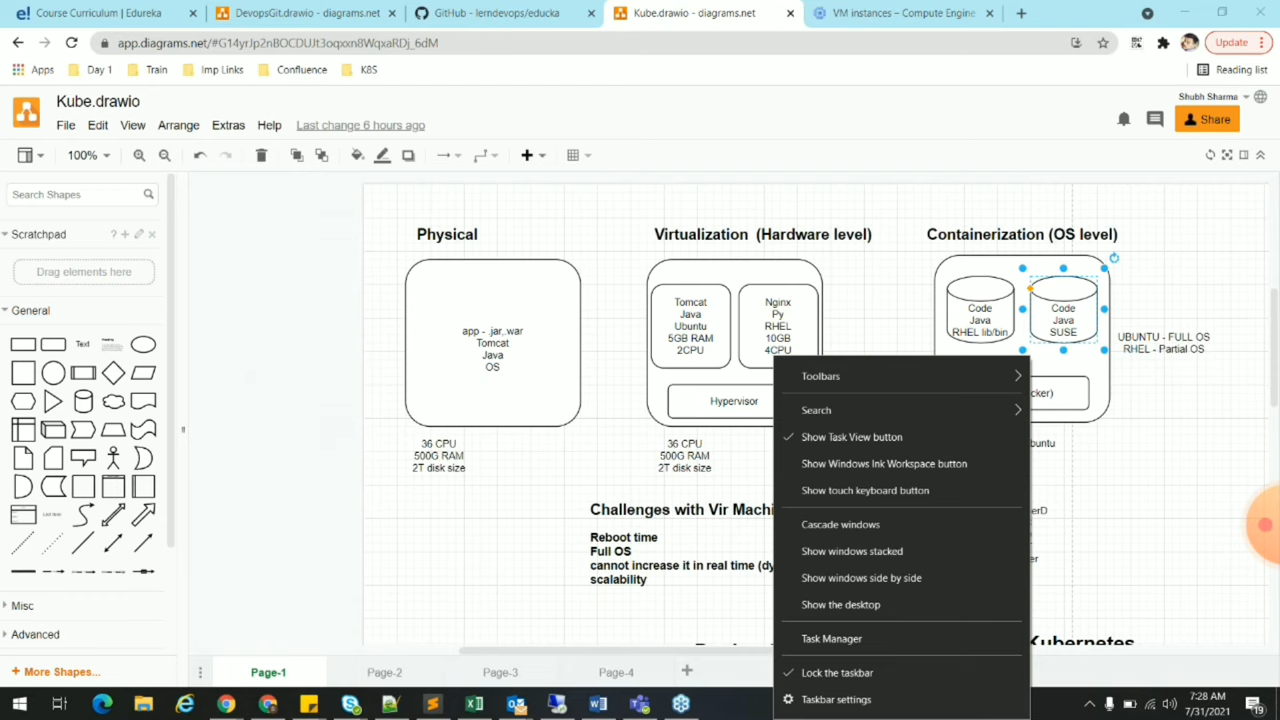 Course Curriculum | Edureka
DevopsGit.drawio - diagrams.net
GitHub - lerndevops/educka
Kube.drawio - diagrams.net
VM instances – Compute Engine
app.diagrams.net/#G14yrJp2nBOCDUJt3oqxxn8WqxaRDj_6dM
Update
Apps
Day 1
Train
Imp Links
Confluence
K8S
Reading list
Kube.drawio
Shubh Sharma
File
Edit
View
Arrange
Extras
Help
Last change 6 hours ago
Share
100%
Search Shapes
Scratchpad
Drag elements here
General
Text
Misc
Advanced
+ More Shapes...
Physical
Virtualization (Hardware level)
Containerization (OS level)
app - .jar,.war
Tomcat
Java
OS
36 CPU
500G RAM
2T disk size
Tomcat
Java
Ubuntu
5GB RAM
2CPU
Nginx
Py
RHEL
10GB
4CPU
Hypervisor
36 CPU
500G RAM
2T disk size
Code
Java
RHEL lib/bin
Code
Java
SUSE
UBUNTU - FULL OS
RHEL - Partial OS
cker)
buntu
erD
er
Challenges with Vir Machi
Reboot time
Full OS
cannot increase it in real time (dy
scalability
Kubernetes
Toolbars
Search
Show Task View button
Show Windows Ink Workspace button
Show touch keyboard button
Cascade windows
Show windows stacked
Show windows side by side
Show the desktop
Task Manager
Lock the taskbar
Taskbar settings
Page-1
Page-2
Page-3
Page-4
7:28 AM
7/31/2021
19